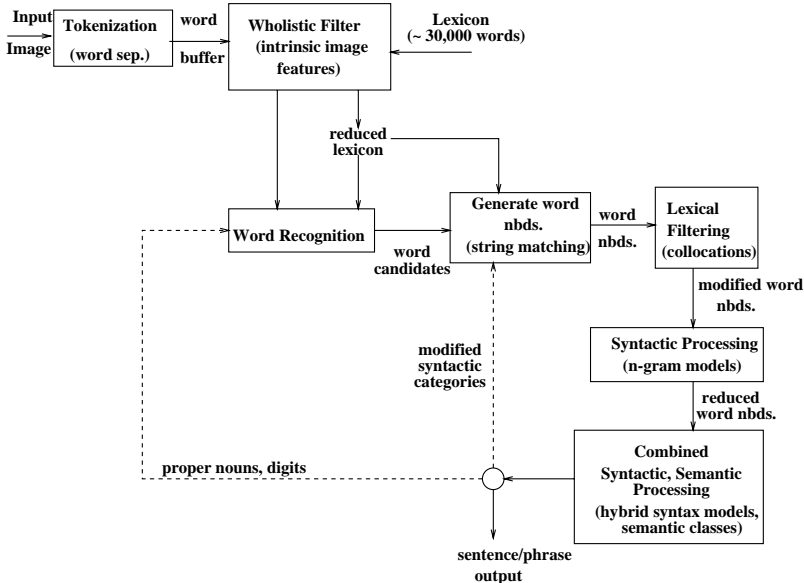 Input
Image
Tokenization
(word sep.)
word
buffer
Wholistic Filter
(intrinsic image
features)
Lexicon
(~ 30,000 words)
reduced
lexicon
Word Recognition
word
candidates
Generate word
nbds.
(string matching)
word
nbds.
Lexical
Filtering
(collocations)
modified word
nbds.
Syntactic Processing
(n-gram models)
reduced
word nbds.
modified
syntactic
categories
Combined
Syntactic, Semantic
Processing
(hybrid syntax models,
semantic classes)
proper nouns, digits
sentence/phrase
output